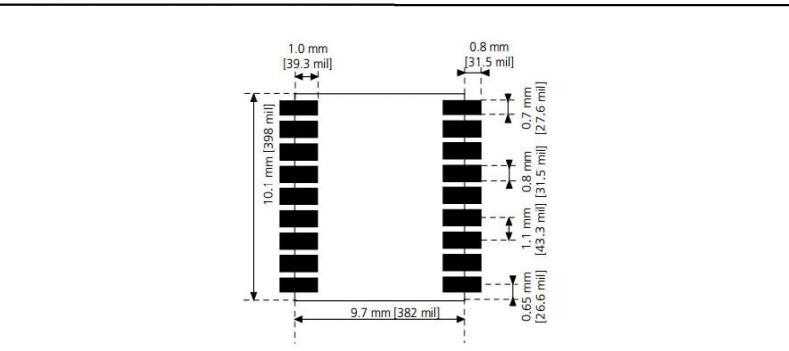 1.0 mm
[39.3 mil]
0.8 mm
[31.5 mil]
0.7 mm
[27.6 mil]
10.1 mm [398 mil]
0.8 mm
[31.5 mil]
1.1 mm
[43.3 mil]
0.65 mm
[26.6 mil]
9.7 mm [382 mil]